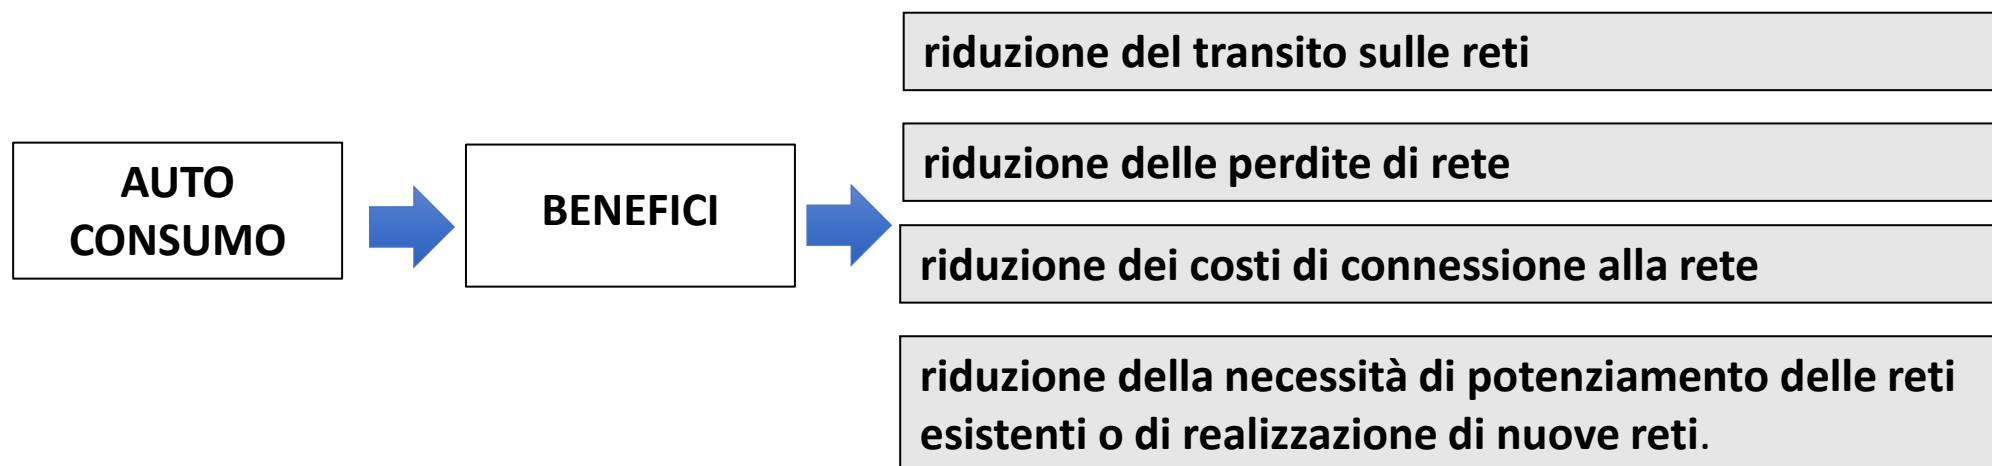 AUTO
CONSUMO
BENEFICI
riduzione del transito sulle reti
riduzione delle perdite di rete
riduzione dei costi di connessione alla rete
riduzione della necessità di potenziamento delle reti
esistenti o di realizzazione di nuove reti.